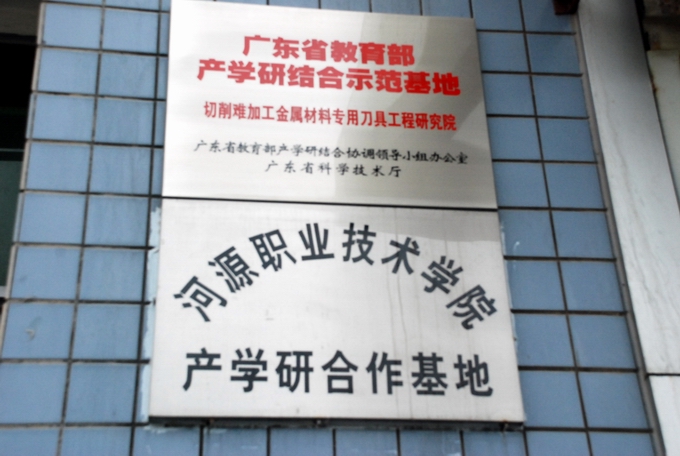 广东省教育部
产学研结合示范基地
切削难加工金属材料专用刀具工程研究院
广东省教育部产学研结合协调领导小组办公室
广东省科学技术厅
河源职业技术学院
产学研合作基地